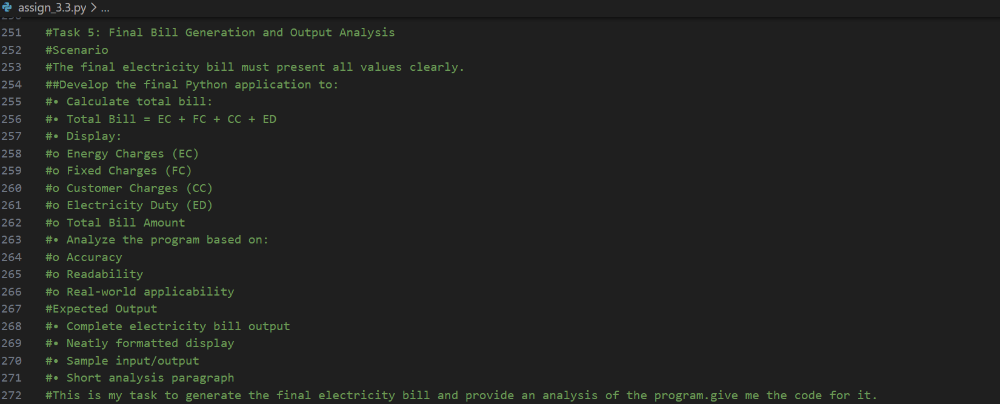 assign_3.3.py > ...
250
251 #Task 5: Final Bill Generation and Output Analysis
252 #Scenario
253 #The final electricity bill must present all values clearly.
254 ##Develop the final Python application to:
255 #• Calculate total bill:
256 #• Total Bill = EC + FC + CC + ED
257 #• Display:
258 #o Energy Charges (EC)
259 #o Fixed Charges (FC)
260 #o Customer Charges (CC)
261 #o Electricity Duty (ED)
262 #o Total Bill Amount
263 #• Analyze the program based on:
264 #o Accuracy
265 #o Readability
266 #o Real-world applicability
267 #Expected Output
268 #• Complete electricity bill output
269 #• Neatly formatted display
270 #• Sample input/output
271 #• Short analysis paragraph
272 #This is my task to generate the final electricity bill and provide an analysis of the program.give me the code for it.